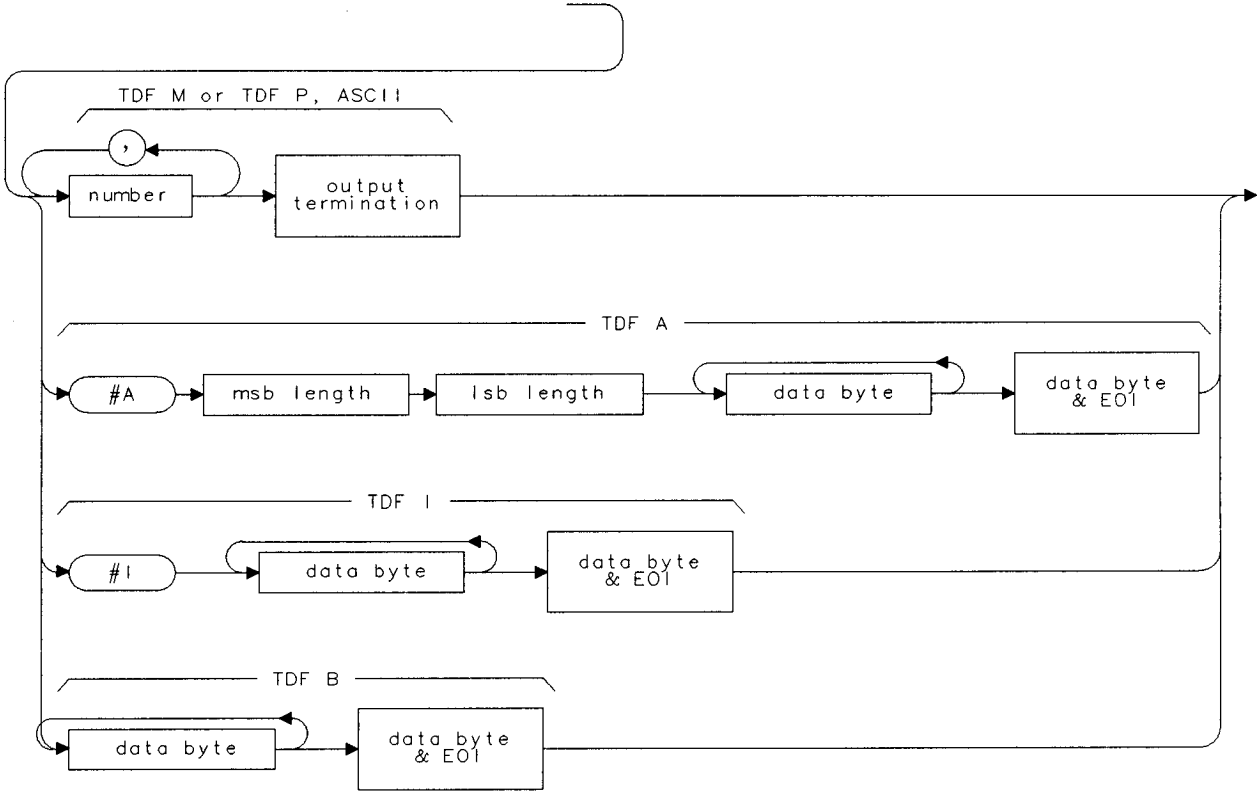 TDF M or TDF P, ASCII
,
number
output
termination
TDF A
#A
msb length
lsb length
data byte
data byte
& EOI
TDF I
#I
data byte
data byte
& EOI
TDF B
data byte
data byte
& EOI